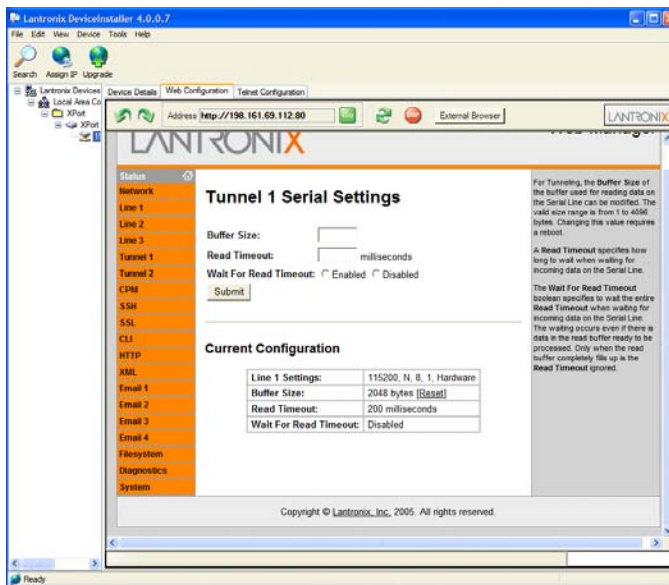 Lantronix DeviceInstaller 4.0.0.7
File Edit View Device Tools Help
Search Assign IP Upgrade
Lantronix Devices
Local Area Co
XPort
XPort
Device Details Web Configuration Telnet Configuration
Address http://198.161.69.112:80 External Browser LANTRONIX
LANTRONIX
Status
Network
Line 1
Line 2
Line 3
Tunnel 1
Tunnel 2
CPM
SSH
SSL
CLI
HTTP
XML
Email 1
Email 2
Email 3
Email 4
Filesystem
Diagnostics
System
Tunnel 1 Serial Settings
Buffer Size:
Read Timeout: milliseconds
Wait For Read Timeout: Enabled Disabled
Submit
Current Configuration
Line 1 Settings: 115200, N, 8, 1, Hardware
Buffer Size: 2048 bytes [Reset]
Read Timeout: 200 milliseconds
Wait For Read Timeout: Disabled
For Tunneling, the Buffer Size of
the buffer used for reading data on
the Serial Line can be modified. The
valid size range is from 1 to 4096
bytes. Changing this value requires
a reboot.
A Read Timeout specifies how
long to wait when waiting for
incoming data on the Serial Line.
The Wait For Read Timeout
boolean specifies to wait the entire
Read Timeout when waiting for
incoming data on the Serial Line.
The waiting occurs even if there is
data in the read buffer ready to be
processed. Only when the read
buffer completely fills up is the
Read Timeout ignored.
Copyright © Lantronix, Inc. 2005. All rights reserved.
Ready